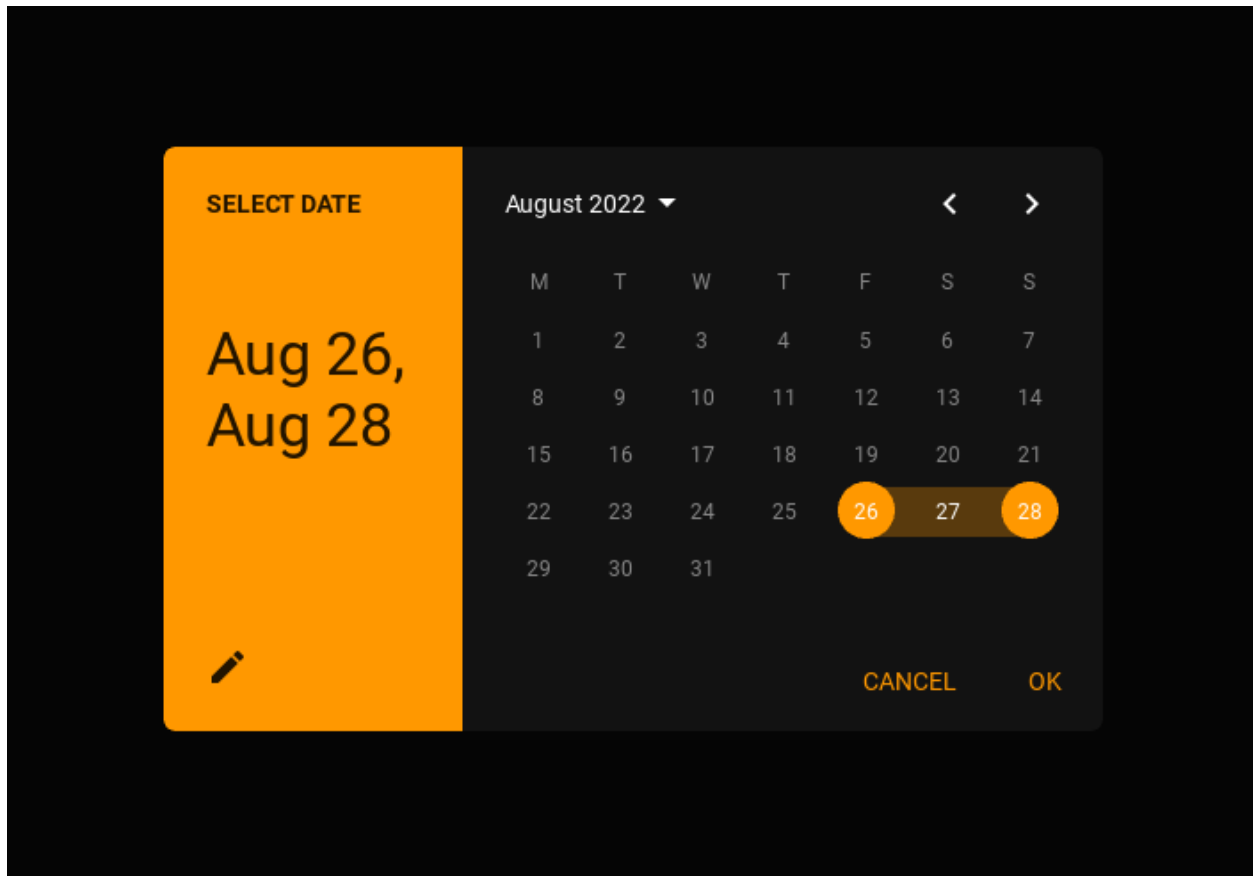 SELECT DATE
Aug 26,
Aug 28
August 2022
M T W T F S S
1 2 3 4 5 6 7
8 9 10 11 12 13 14
15 16 17 18 19 20 21
22 23 24 25 26 27 28
29 30 31
CANCEL OK